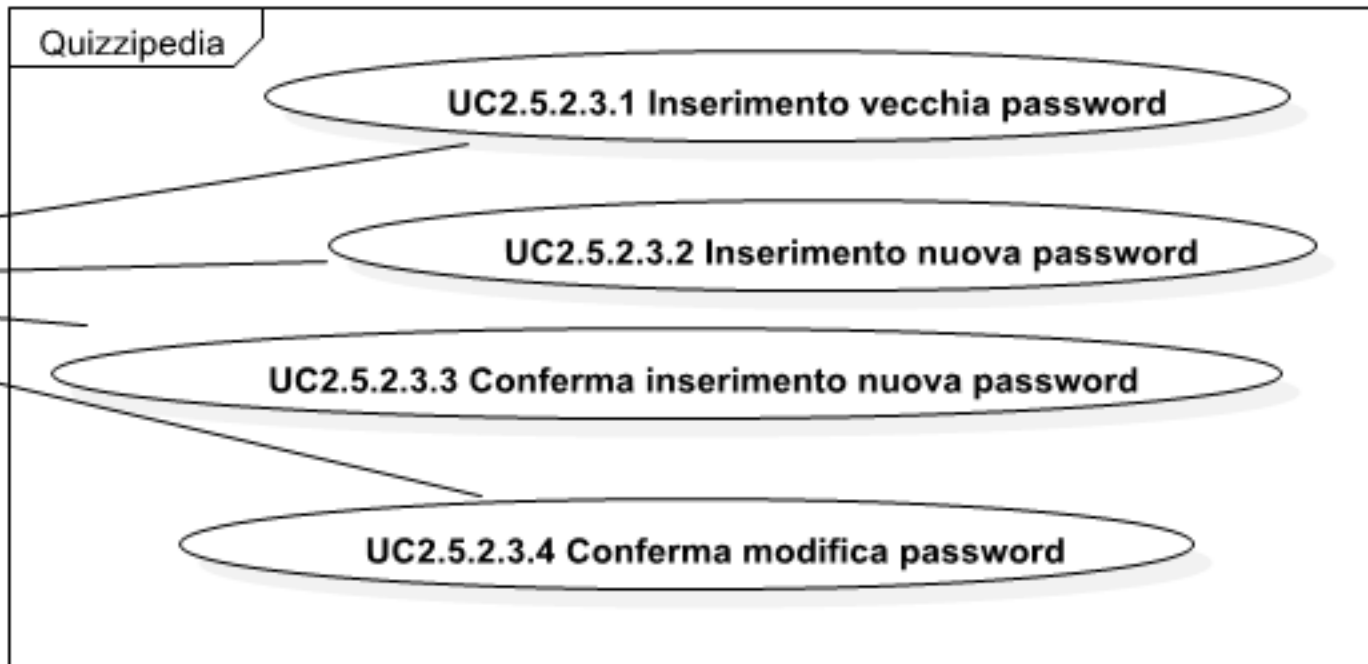 Quizzipedia
UC2.5.2.3.1 Inserimento vecchia password
UC2.5.2.3.2 Inserimento nuova password
UC2.5.2.3.3 Conferma inserimento nuova password
UC2.5.2.3.4 Conferma modifica password